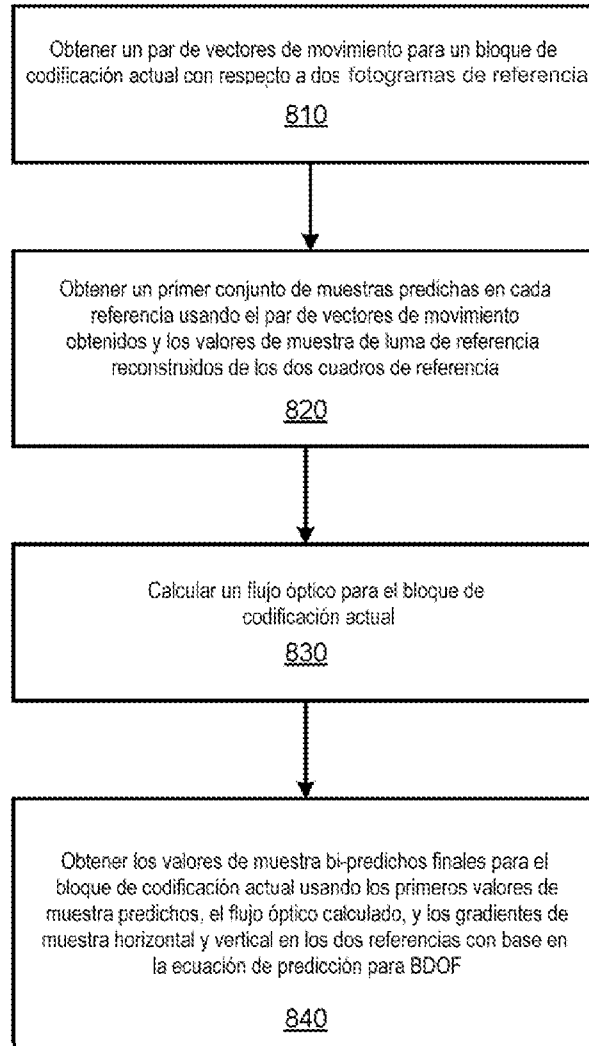 Obtener un par de vectores de movimiento para un bloque de
codificación actual con respecto a dos fotogramas de referencia
810
Obtener un primer conjunto de muestras predichas en cada
referencia usando el par de vectores de movimiento
obtenidos y los valores de muestra de luma de referencia
reconstruidos de los dos cuadros de referencia
820
Calcular un flujo óptico para el bloque de
codificación actual
830
Obtener los valores de muestra bi-predichos finales para el
bloque de codificación actual usando los primeros valores de
muestra predichos, el flujo óptico calculado, y los gradientes de
muestra horizontal y vertical en los dos referencias con base en
la ecuación de predicción para BDOF
840